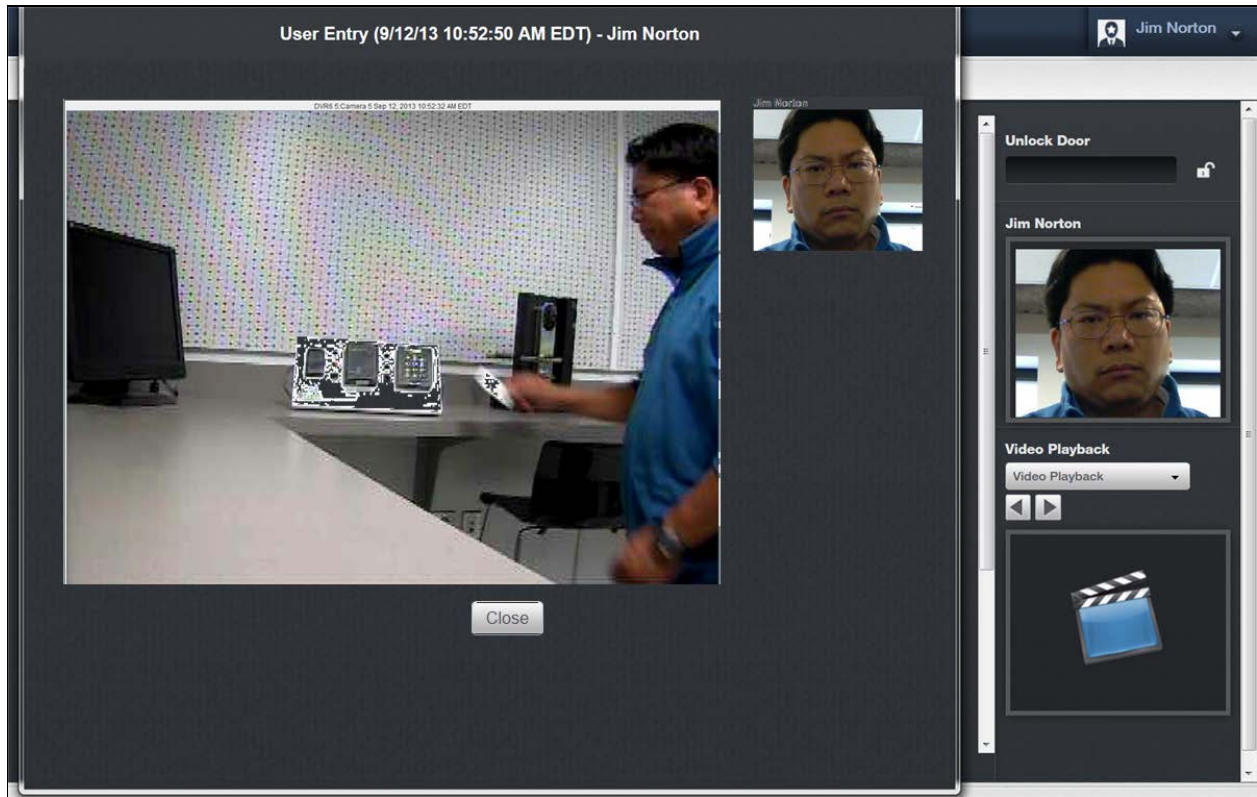 User Entry (9/12/13 10:52:50 AM EDT) - Jim Norton
Jim Norton
DVR6 5:Camera 5 Sep 12, 2013 10:52:32 AM EDT
Jim Norton
Close
Unlock Door
Jim Norton
Video Playback
Video Playback